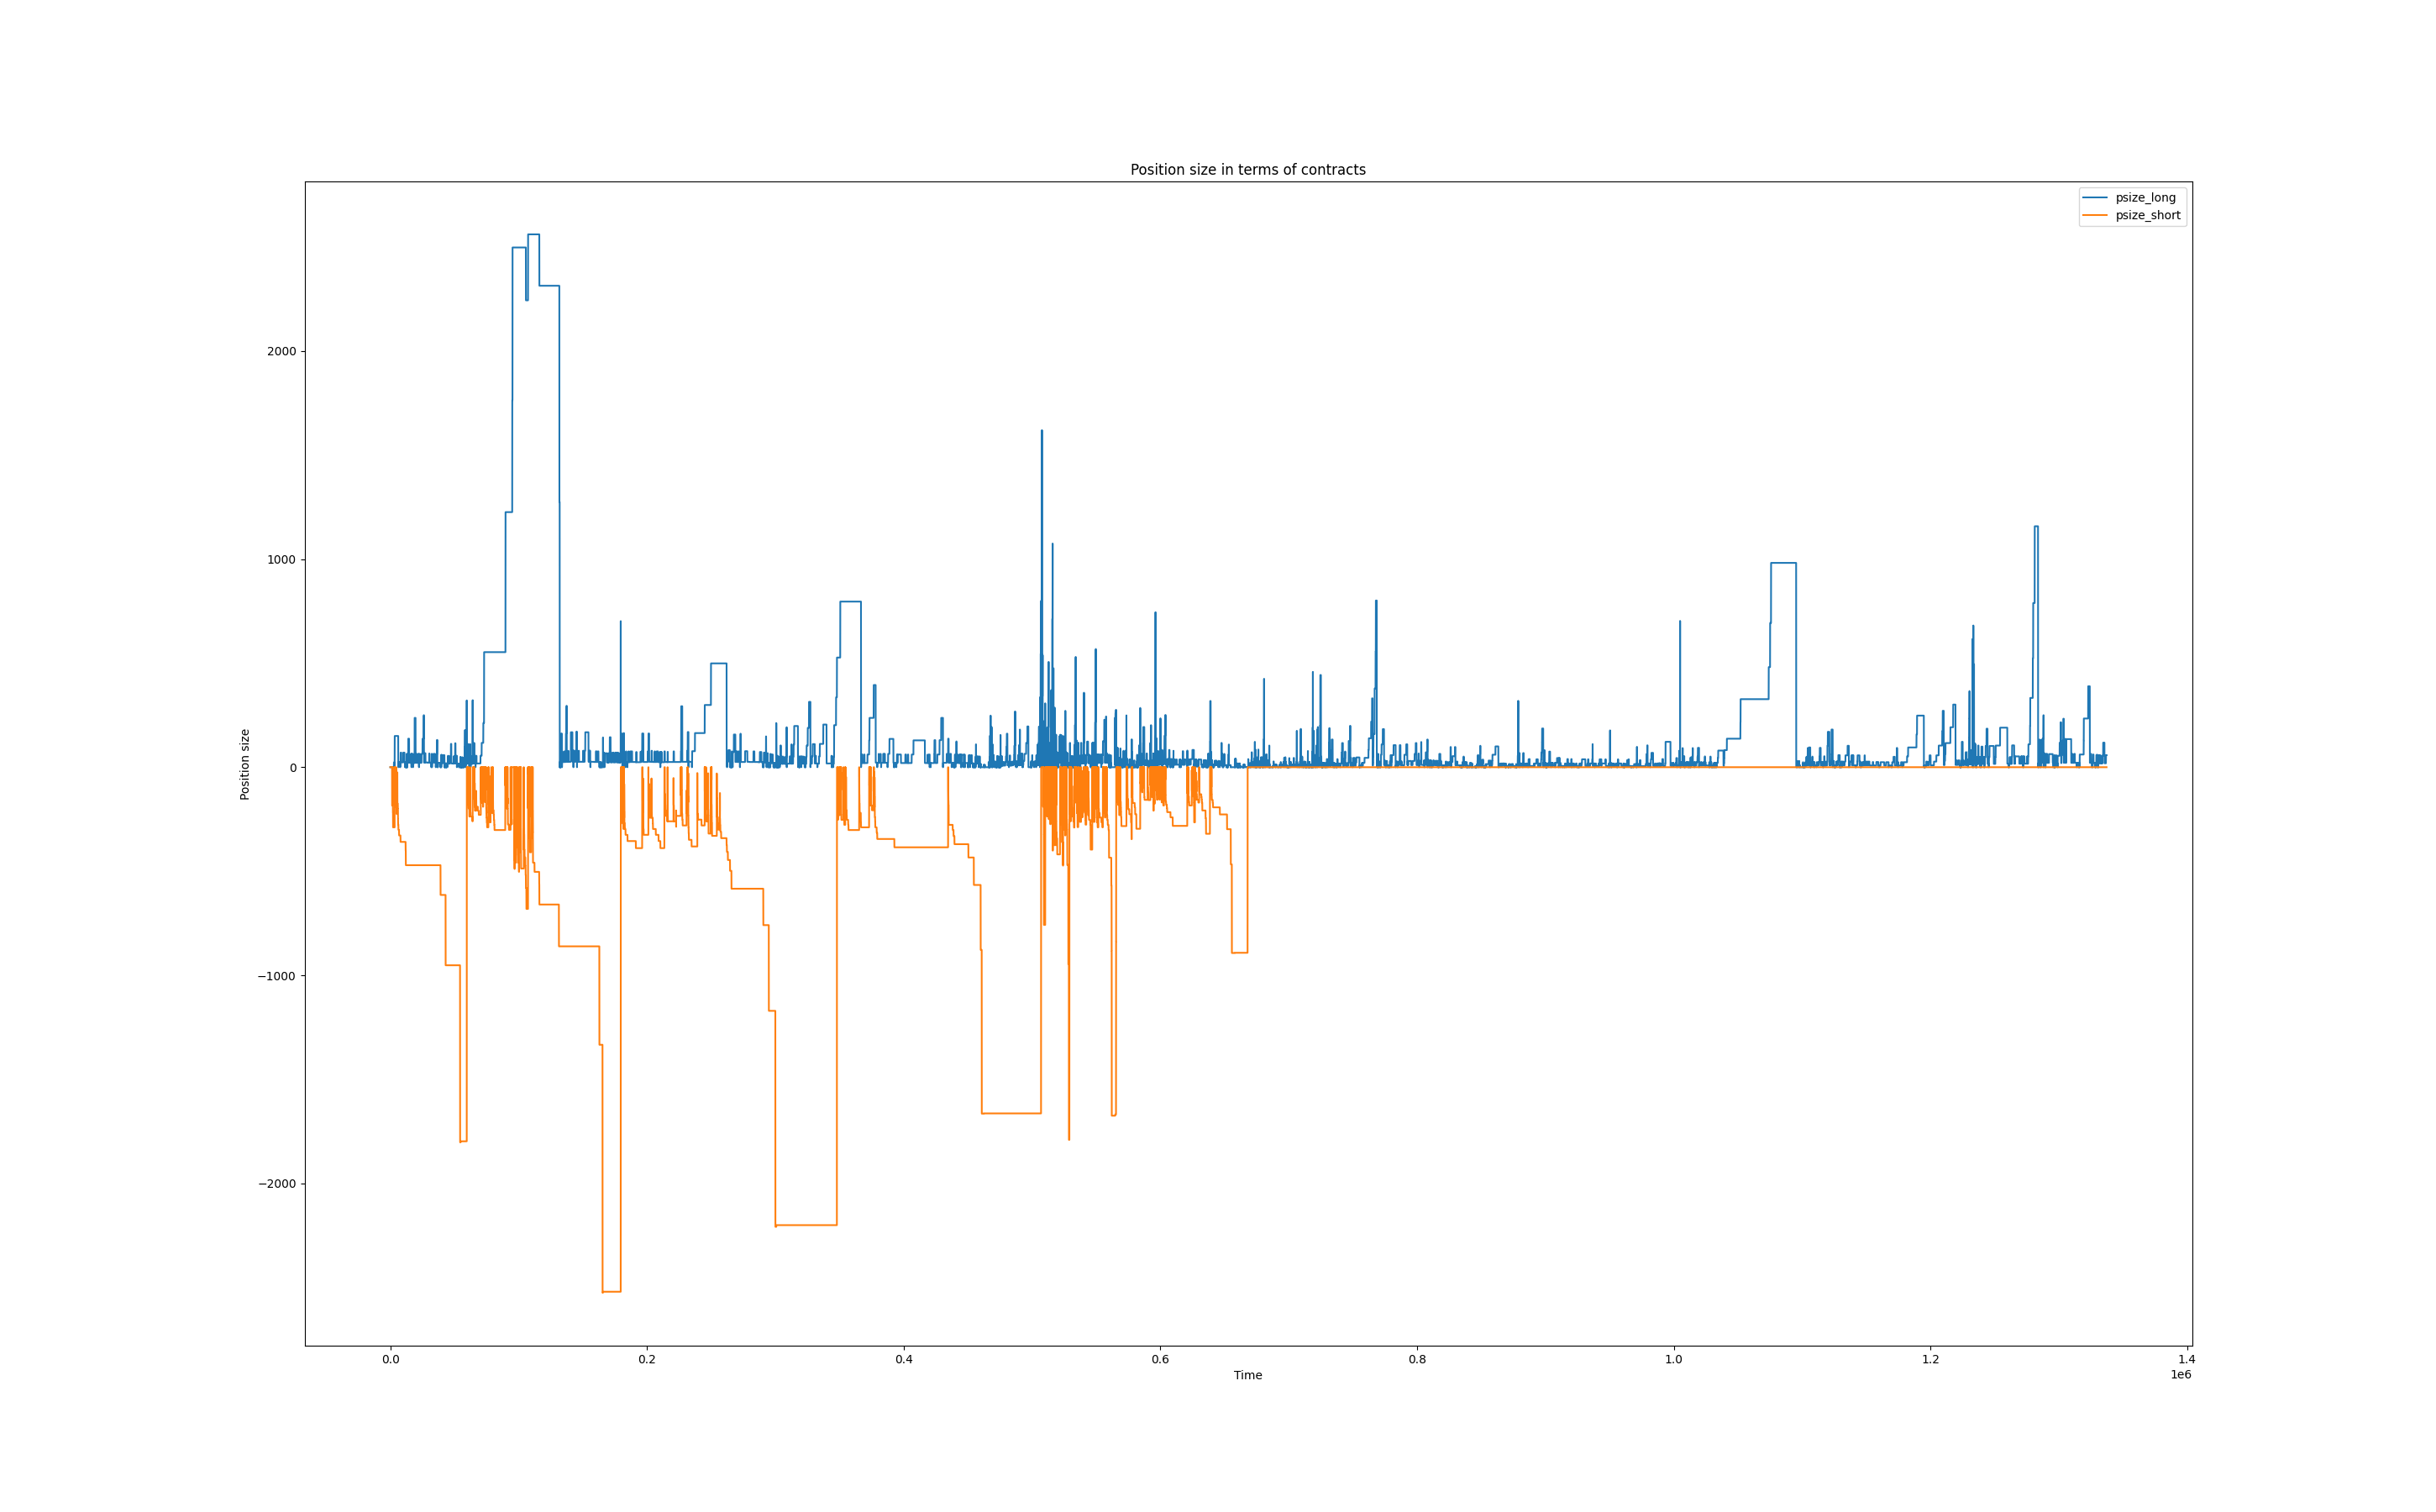 Position size in terms of contracts
psize_long
psize_short
Position size
2000
1000
0
−1000
−2000
0.0
0.2
0.4
0.6
0.8
1.0
1.2
1.4
1e6
Time